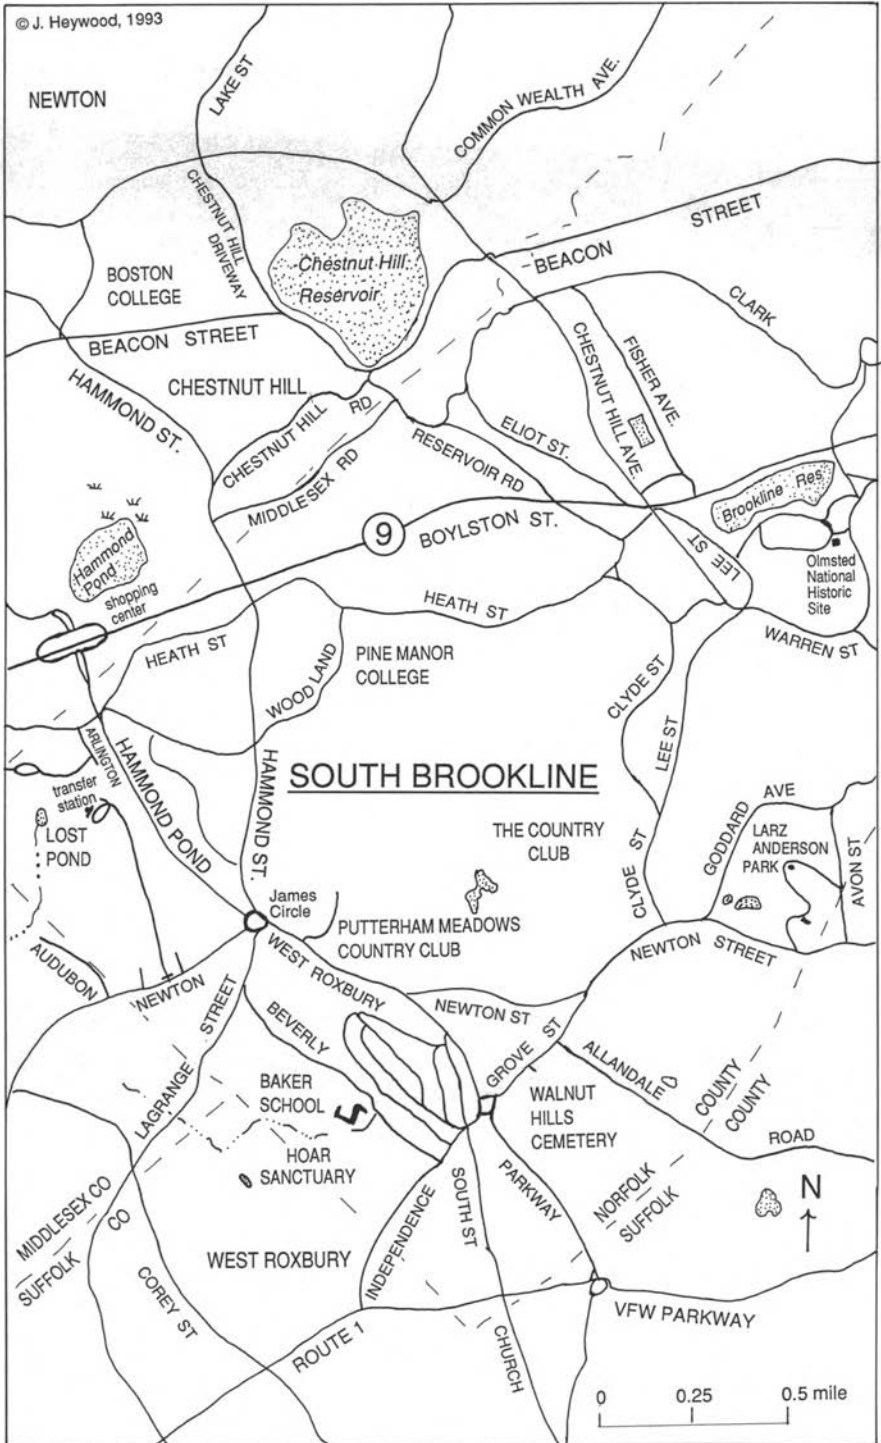 © J. Heywood, 1993
NEWTON
LAKE ST
COMMON WEALTH AVE.
CHESTNUT HILL
DRIVEWAY
Chestnut Hill
Reservoir
BEACON STREET
BOSTON
COLLEGE
CLARK
BEACON STREET
CHESTNUT HILL AVE.
FISHER AVE.
HAMMOND ST.
CHESTNUT HILL
CHESTNUT HILL RD
ELIOT ST.
RESERVOIR RD
MIDDLESEX RD
9
BOYLSTON ST.
Brookline Res
LEE ST
Olmsted
National
Historic
Site
Hammond
Pond
shopping
center
HEATH ST
HEATH ST
WARREN ST
WOOD LAND
PINE MANOR
COLLEGE
CLYDE ST
LEE ST
ARLINGTON
HAMMOND POND
HAMMOND ST.
SOUTH BROOKLINE
transfer
station
LOST
POND
THE COUNTRY
CLUB
CLYDE ST
GODDARD AVE
LARZ
ANDERSON
PARK
AVON ST
James
Circle
PUTTERHAM MEADOWS
COUNTRY CLUB
NEWTON STREET
AUDUBON
NEWTON
WEST ROXBURY
NEWTON ST
LAGRANGE STREET
BEVERLY
GROVE ST
ALLANDALE
ROAD
COUNTY
COUNTY
BAKER
SCHOOL
WALNUT
HILLS
CEMETERY
HOAR
SANCTUARY
PARKWAY
NORFOLK
SUFFOLK
N
MIDDLESEX CO
SUFFOLK CO
INDEPENDENCE
SOUTH ST
WEST ROXBURY
COREY ST
ROUTE 1
CHURCH
VFW PARKWAY
0 0.25 0.5 mile